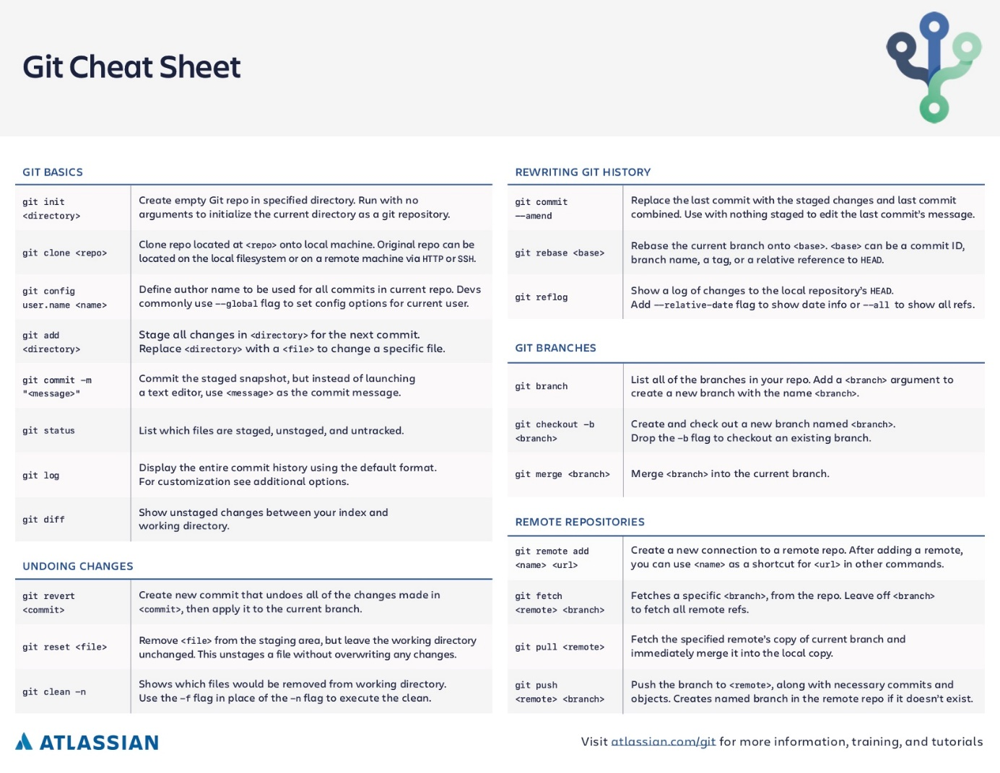 Git Cheat Sheet
GIT BASICS
git init
<directory>
Create empty Git repo in specified directory. Run with no
arguments to initialize the current directory as a git repository.
git clone <repo>
Clone repo located at <repo> onto local machine. Original repo can be
located on the local filesystem or on a remote machine via HTTP or SSH.
git config
user.name <name>
Define author name to be used for all commits in current repo. Devs
commonly use --global flag to set config options for current user.
git add
<directory>
Stage all changes in <directory> for the next commit.
Replace <directory> with a <file> to change a specific file.
git commit -m
"<message>"
Commit the staged snapshot, but instead of launching
a text editor, use <message> as the commit message.
git status
List which files are staged, unstaged, and untracked.
git log
Display the entire commit history using the default format.
For customization see additional options.
git diff
Show unstaged changes between your index and
working directory.
UNDOING CHANGES
git revert
<commit>
Create new commit that undoes all of the changes made in
<commit>, then apply it to the current branch.
git reset <file>
Remove <file> from the staging area, but leave the working directory
unchanged. This unstages a file without overwriting any changes.
git clean -n
Shows which files would be removed from working directory.
Use the -f flag in place of the -n flag to execute the clean.
REWRITING GIT HISTORY
git commit
--amend
Replace the last commit with the staged changes and last commit
combined. Use with nothing staged to edit the last commit's message.
git rebase <base>
Rebase the current branch onto <base>. <base> can be a commit ID,
branch name, a tag, or a relative reference to HEAD.
git reflog
Show a log of changes to the local repository's HEAD.
Add --relative-date flag to show date info or --all to show all refs.
GIT BRANCHES
git branch
List all of the branches in your repo. Add a <branch> argument to
create a new branch with the name <branch>.
git checkout -b
<branch>
Create and check out a new branch named <branch>.
Drop the -b flag to checkout an existing branch.
git merge <branch>
Merge <branch> into the current branch.
REMOTE REPOSITORIES
git remote add
<name> <url>
Create a new connection to a remote repo. After adding a remote,
you can use <name> as a shortcut for <url> in other commands.
git fetch
<remote> <branch>
Fetches a specific <branch>, from the repo. Leave off <branch>
to fetch all remote refs.
git pull <remote>
Fetch the specified remote's copy of current branch and
immediately merge it into the local copy.
git push
<remote> <branch>
Push the branch to <remote>, along with necessary commits and
objects. Creates named branch in the remote repo if it doesn't exist.
ATLASSIAN
Visit atlassian.com/git for more information, training, and tutorials